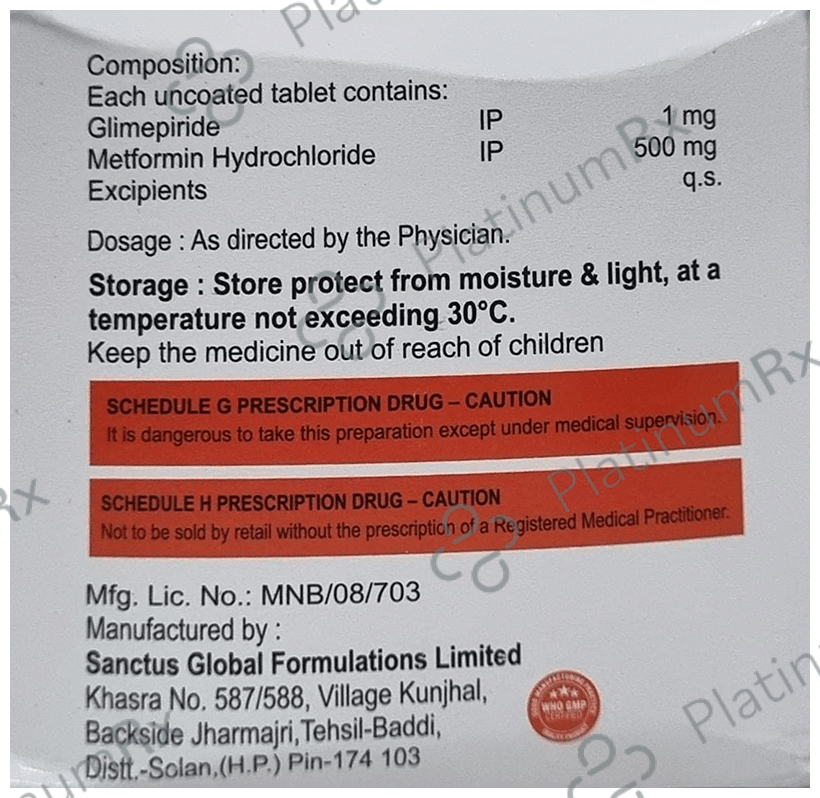 Composition:
Each uncoated tablet contains:
Glimepiride IP 1 mg
Metformin Hydrochloride IP 500 mg
Excipients q.s.
Dosage : As directed by the Physician.
Storage : Store protect from moisture & light, at a
temperature not exceeding 30°C.
Keep the medicine out of reach of children
SCHEDULE G PRESCRIPTION DRUG – CAUTION
It is dangerous to take this preparation except under medical supervision.
SCHEDULE H PRESCRIPTION DRUG – CAUTION
Not to be sold by retail without the prescription of a Registered Medical Practitioner.
Mfg. Lic. No.: MNB/08/703
Manufactured by :
Sanctus Global Formulations Limited
Khasra No. 587/588, Village Kunjhal,
Backside Jharmajri, Tehsil-Baddi,
Distt.-Solan,(H.P.) Pin-174 103
WHO GMP
CERTIFIED
PlatinumRx
PlatinumRx